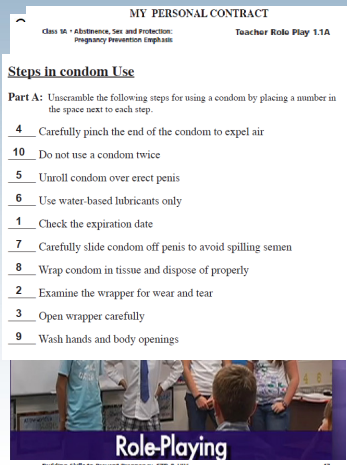 MY PERSONAL CONTRACT
Class 1A • Abstinence, Sex and Protection:
Pregnancy Prevention Emphasis
Teacher Role Play 1.1A
Steps in condom Use
Part A: Unscramble the following steps for using a condom by placing a number in
the space next to each step.
4 Carefully pinch the end of the condom to expel air
10 Do not use a condom twice
5 Unroll condom over erect penis
6 Use water-based lubricants only
1 Check the expiration date
7 Carefully slide condom off penis to avoid spilling semen
8 Wrap condom in tissue and dispose of properly
2 Examine the wrapper for wear and tear
3 Open wrapper carefully
9 Wash hands and body openings
Role-Playing